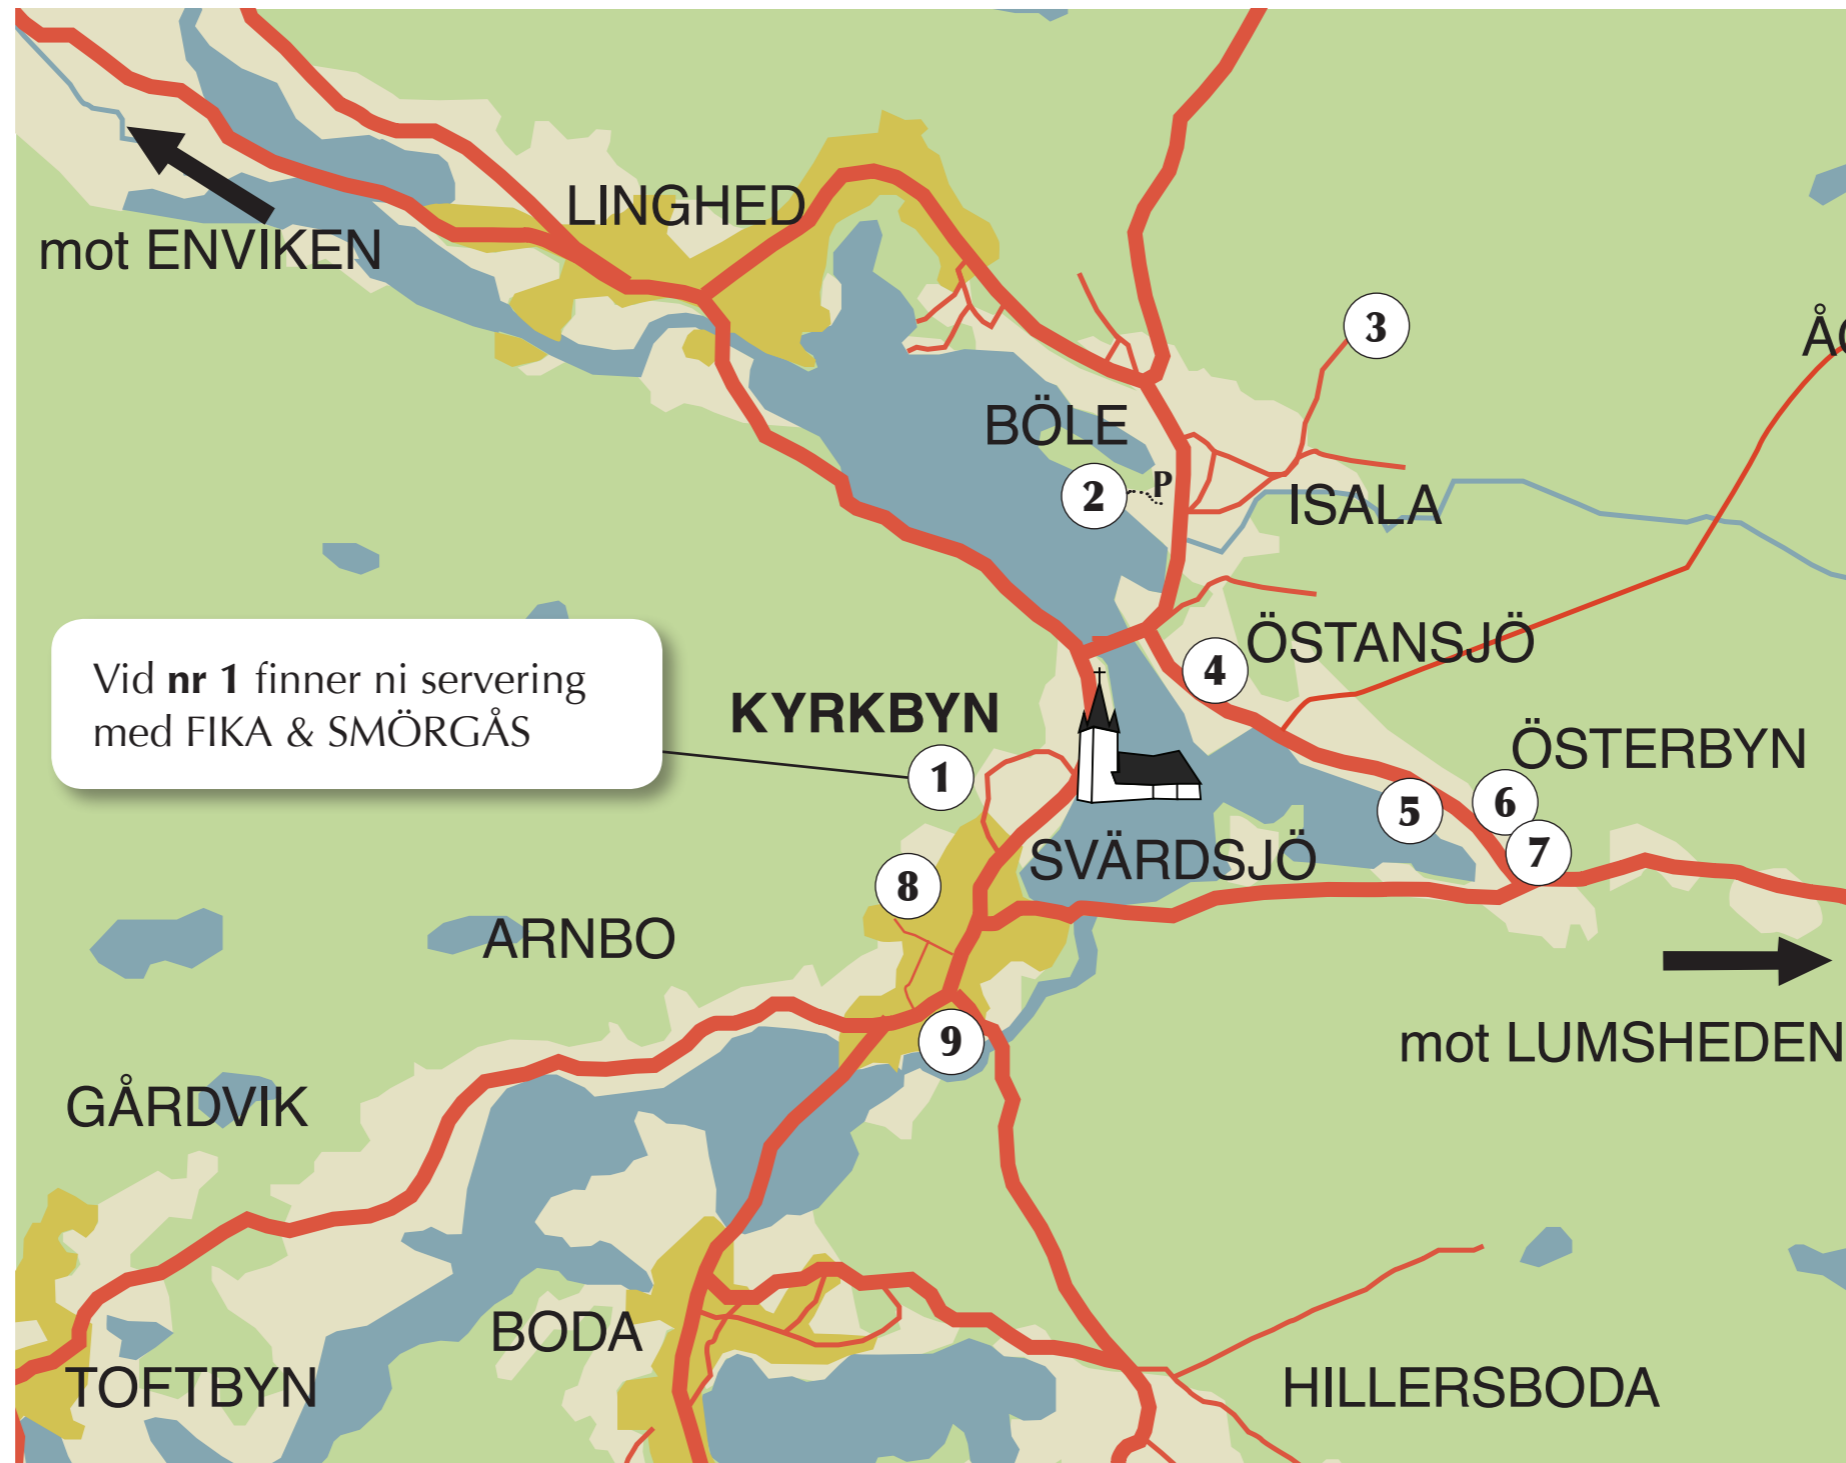 LINGHED
mot ENVIKEN
3
BÖLE
2
P
ISALA
ÖSTANSJÖ
4
Vid nr 1 finner ni servering
med FIKA & SMÖRGÅS
KYRKBYN
1
ÖSTERBYN
5
6
7
SVÄRDSJÖ
8
ARNBO
9
mot LUMSHEDEN
GÅRDVIK
BODA
TOFTBYN
HILLERSBODA